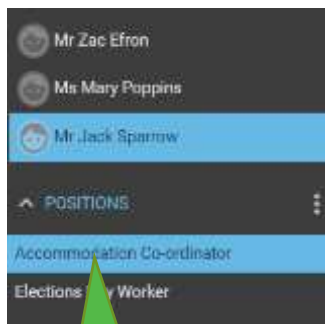 Mr Zac Efron
Ms Mary Poppins
Mr Jack Sparrow
POSITIONS
Accommodation Co-ordinator
Elections Worker